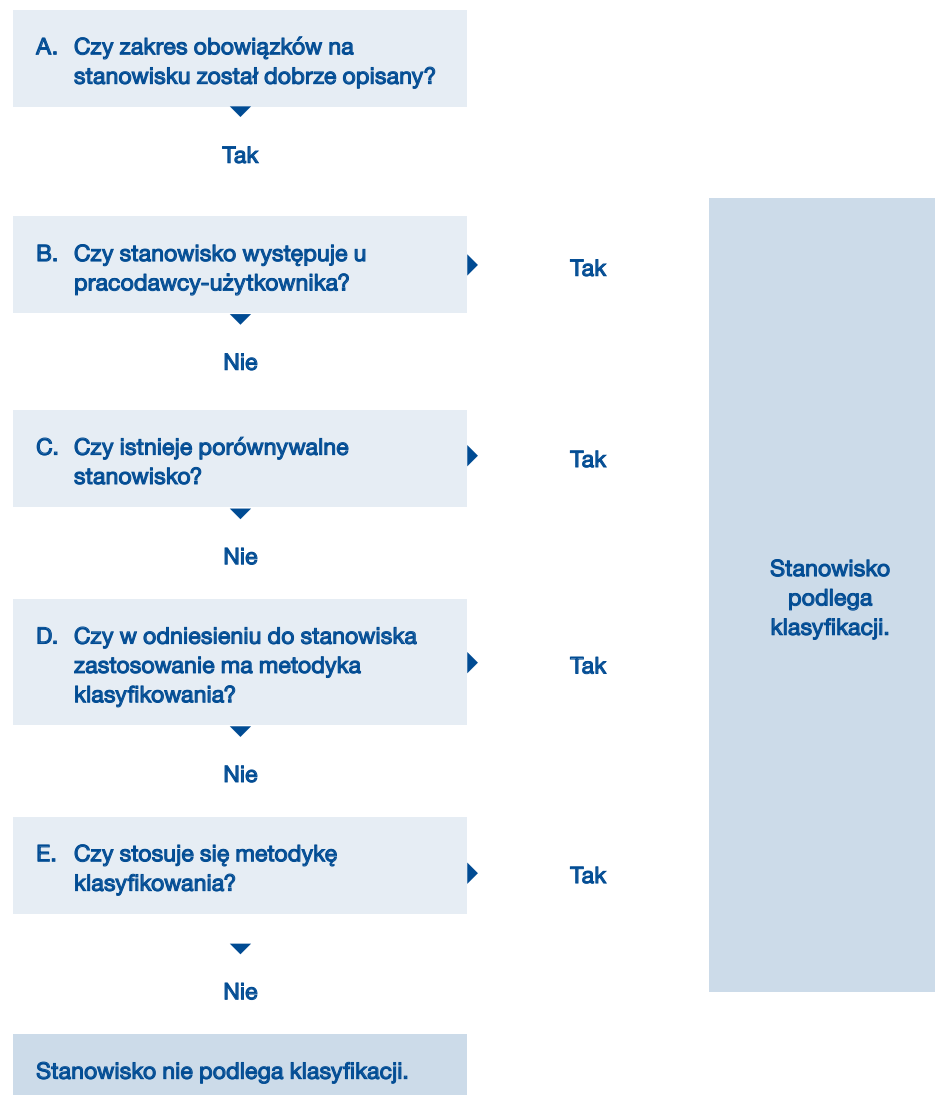 A. Czy zakres obowiązków na
stanowisku został dobrze opisany?
Tak
B. Czy stanowisko występuje u
pracodawcy-użytkownika?
Tak
Nie
C. Czy istnieje porównywalne
stanowisko?
Tak
Nie
D. Czy w odniesieniu do stanowiska
zastosowanie ma metodyka
klasyfikowania?
Tak
Nie
E. Czy stosuje się metodykę
klasyfikowania?
Tak
Nie
Stanowisko nie podlega klasyfikacji.
Stanowisko
podlega
klasyfikacji.